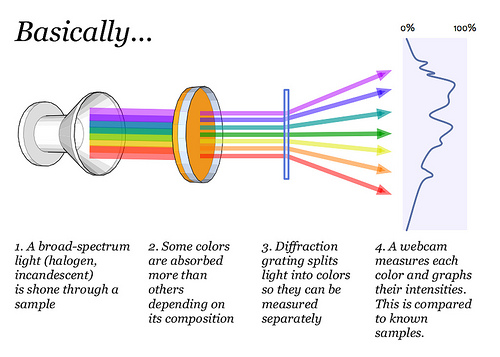 Basically...
0% 100%
1. A broad-spectrum
light (halogen,
incandescent)
is shone through a
sample
2. Some colors
are absorbed
more than
others
depending on
its composition
3. Diffraction
grating splits
light into colors
so they can be
measured
separately
4. A webcam
measures each
color and graphs
their intensities.
This is compared
to known
samples.